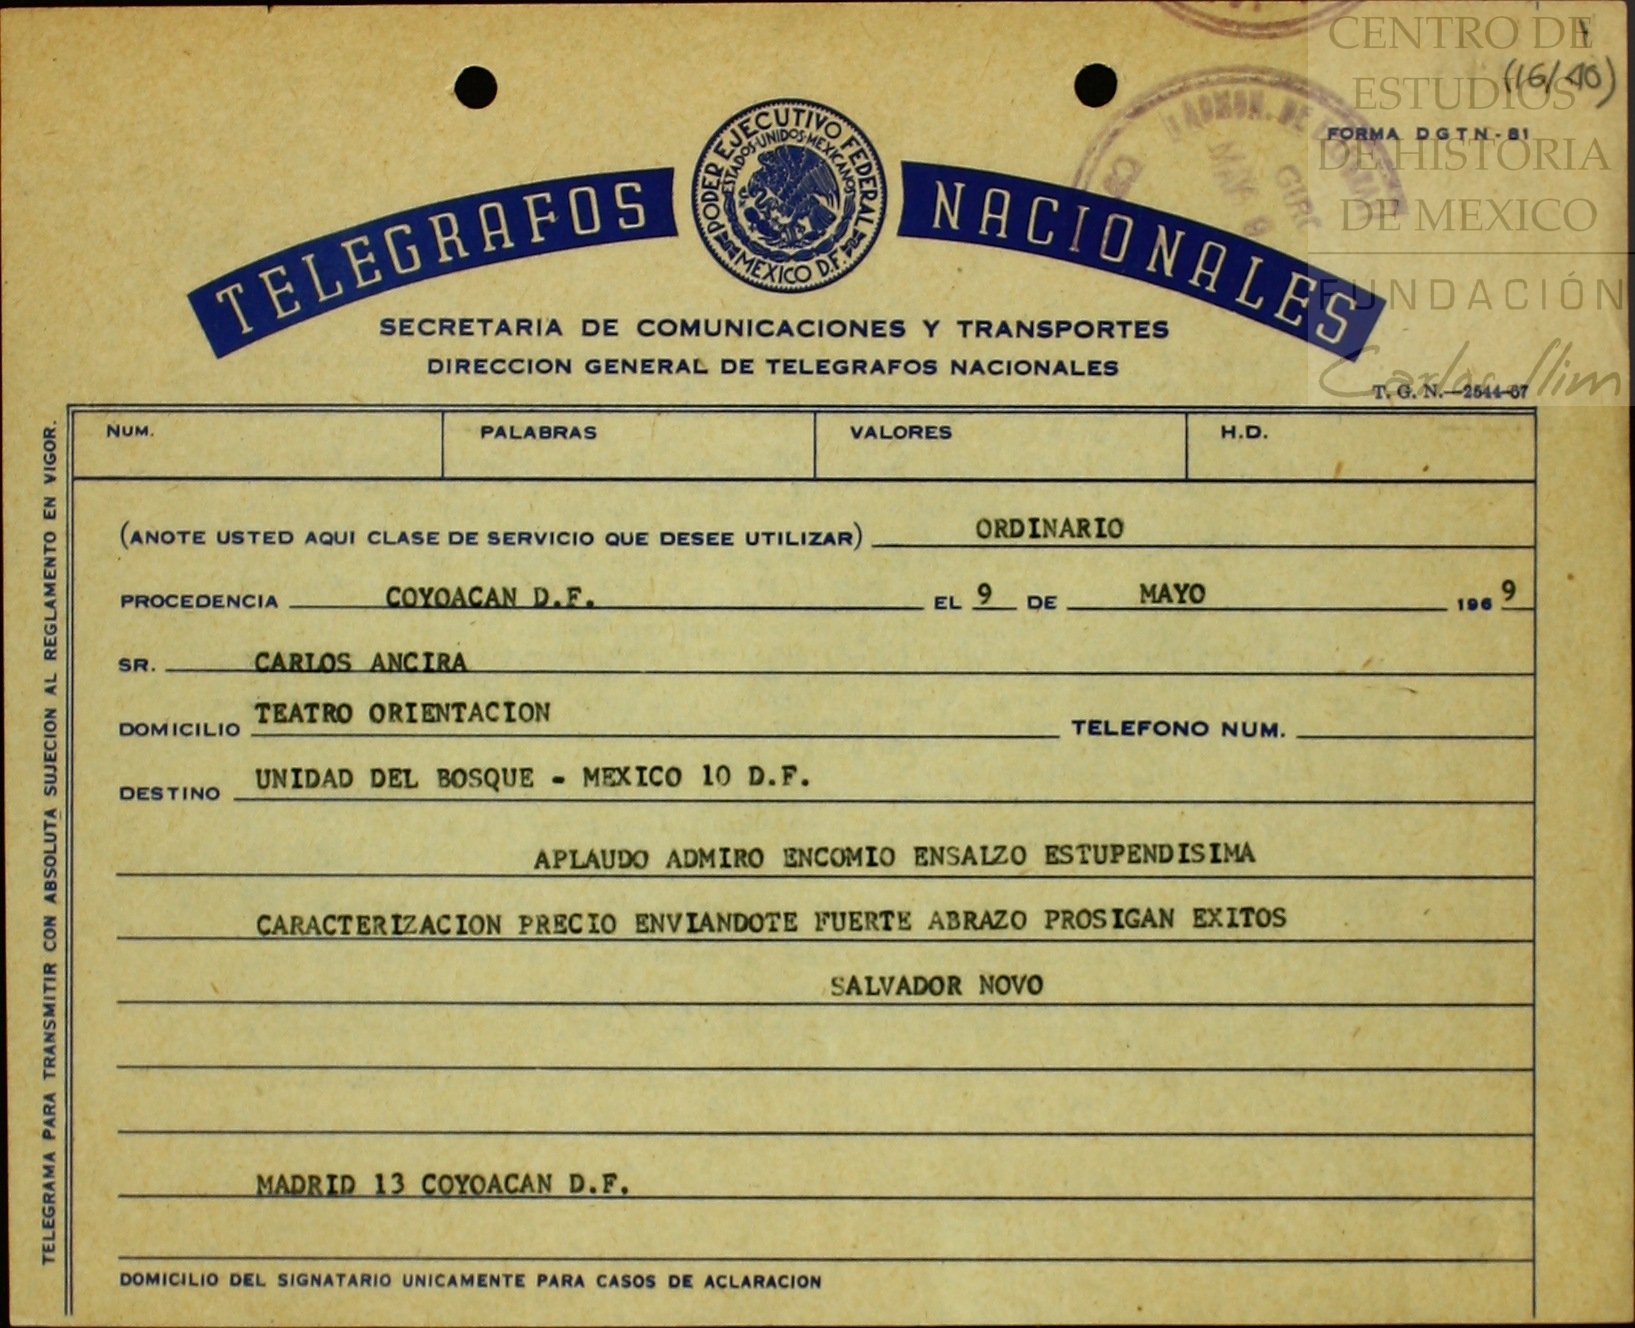 CENTRO DE
ESTUDIOS
DE HISTORIA
DE MEXICO
FUNDACIÓN
Carlos Slim
(16/40)
FORMA DGTN-81
TELEGRAFOS NACIONALES
PODER EJECUTIVO FEDERAL
ESTADOS UNIDOS MEXICANOS
MEXICO D.F.
SECRETARIA DE COMUNICACIONES Y TRANSPORTES
DIRECCION GENERAL DE TELEGRAFOS NACIONALES
T. G. N.—2544-67
NUM. PALABRAS VALORES H.D.
(ANOTE USTED AQUI CLASE DE SERVICIO QUE DESEE UTILIZAR) ORDINARIO
PROCEDENCIA COYOACAN D.F. EL 9 DE MAYO 1969
SR. CARLOS ANCIRA
DOMICILIO TEATRO ORIENTACION TELEFONO NUM.
DESTINO UNIDAD DEL BOSQUE - MEXICO 10 D.F.
APLAUDO ADMIRO ENCOMIO ENSALZO ESTUPENDISIMA
CARACTERIZACION PRECIO ENVIANDOTE FUERTE ABRAZO PROSIGAN EXITOS
SALVADOR NOVO
MADRID 13 COYOACAN D.F.
DOMICILIO DEL SIGNATARIO UNICAMENTE PARA CASOS DE ACLARACION
TELEGRAMA PARA TRANSMITIR CON ABSOLUTA SUJECION AL REGLAMENTO EN VIGOR.